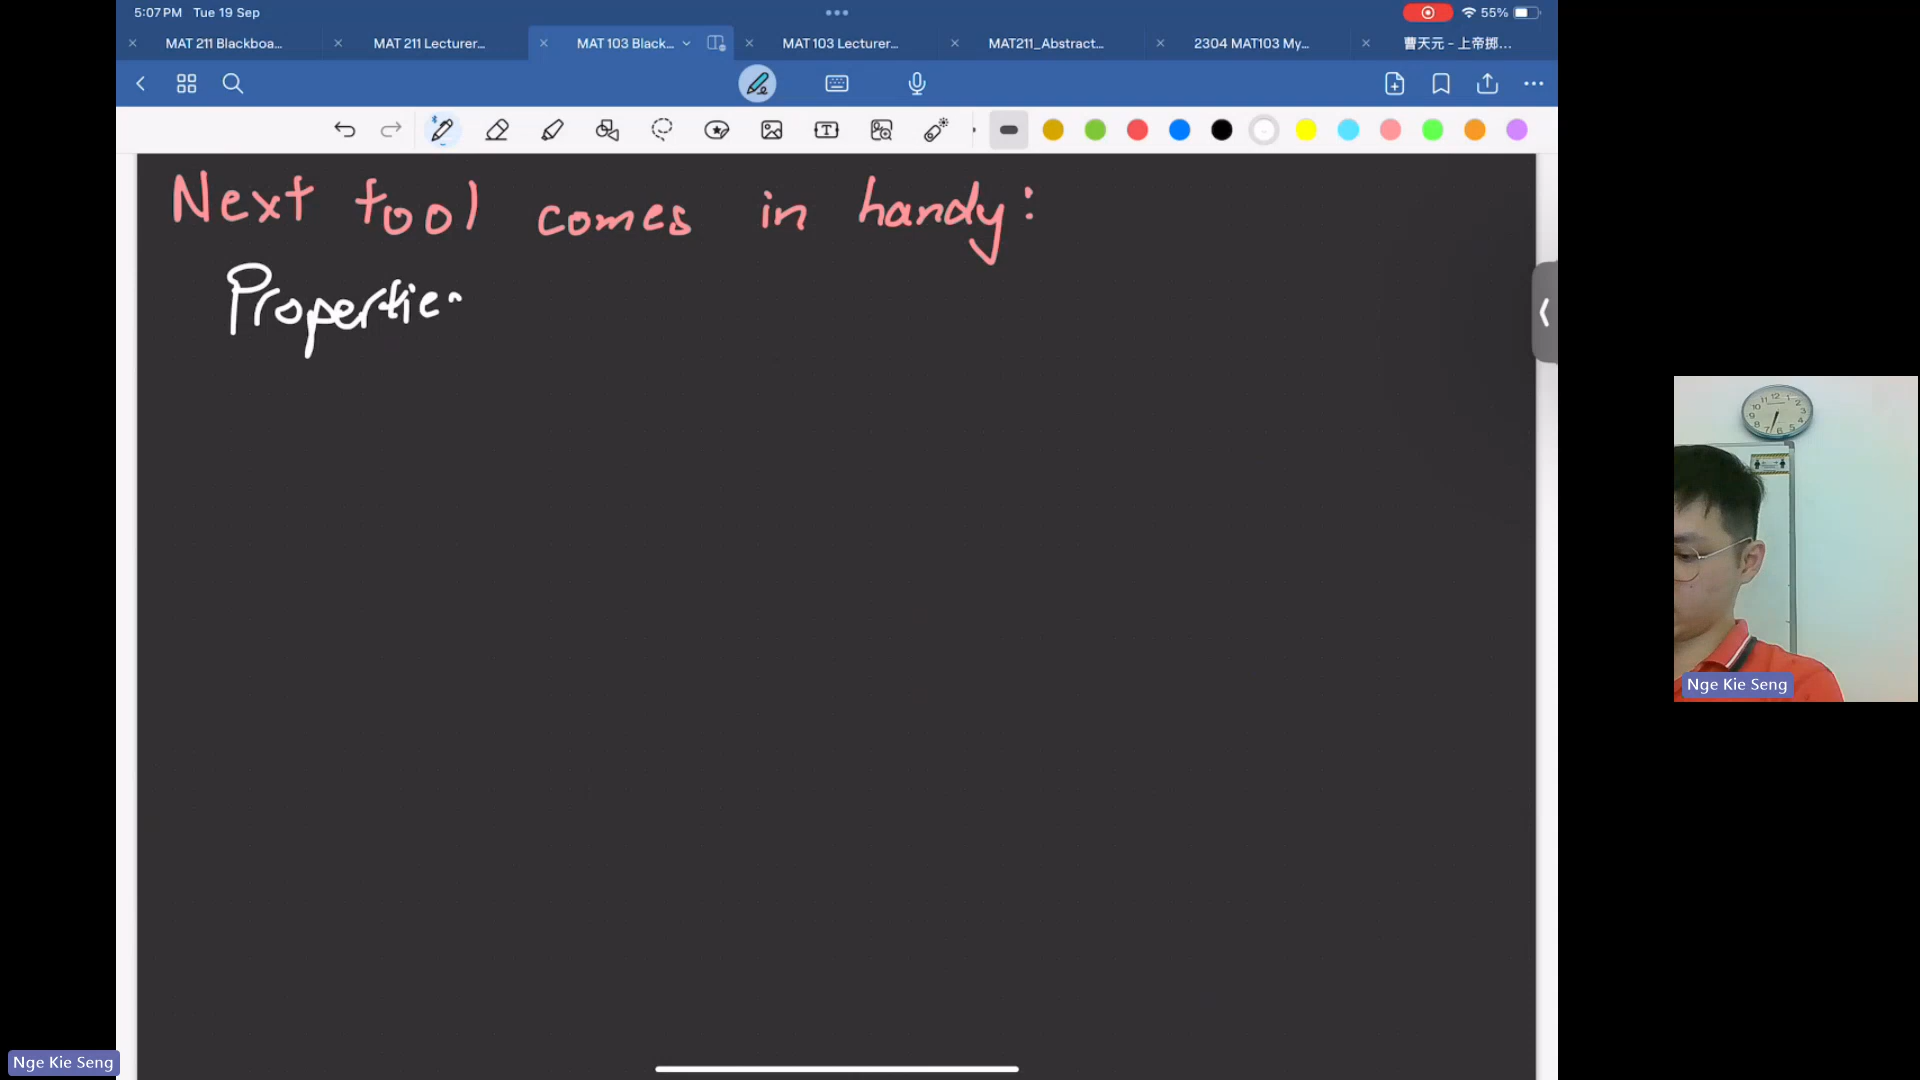 5:07 PM Tue 19 Sep
55%
MAT 211 Blackboa...
MAT 211 Lecturer...
MAT 103 Black...
MAT 103 Lecturer...
MAT211_Abstract...
2304 MAT103 My...
曹天元 - 上帝掷...
Next tool comes in handy:
Propertie
Nge Kie Seng
Nge Kie Seng